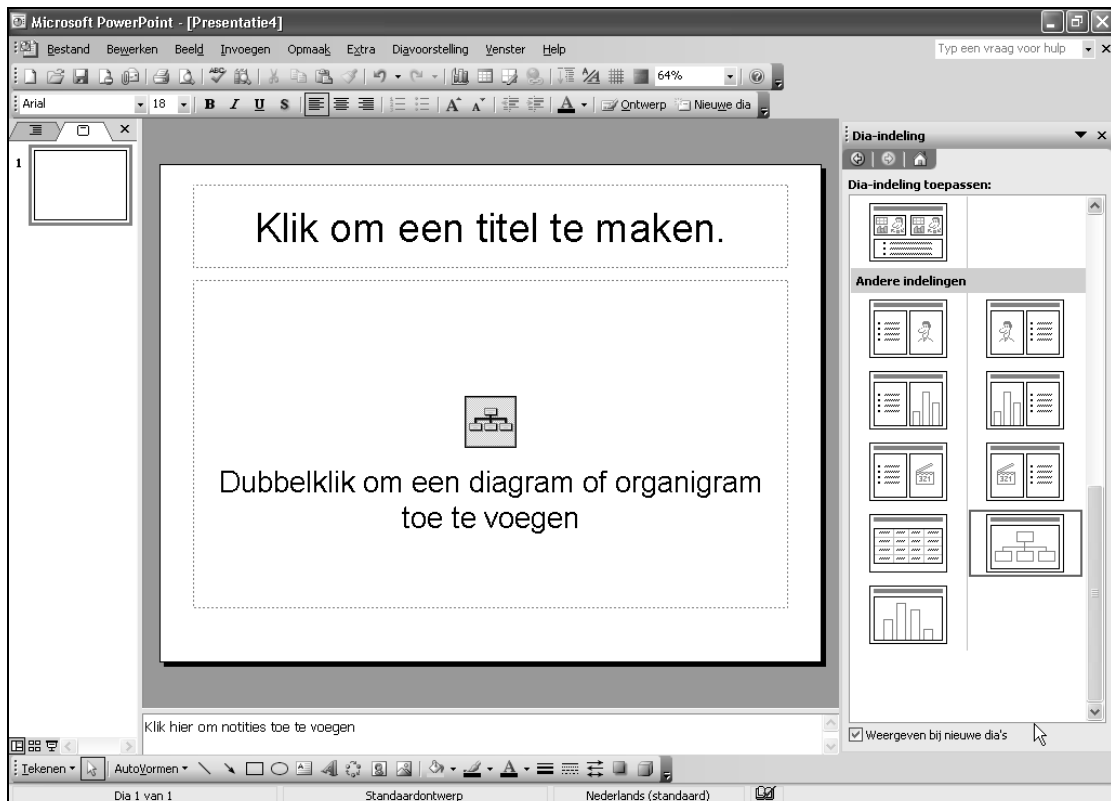 Microsoft PowerPoint - [Presentatie4]
Bestand Bewerken Beeld Invoegen Opmaak Extra Diavoorstelling Venster Help Typ een vraag voor hulp
64%
Arial 18 B I U S A A A Ontwerp Nieuwe dia
Dia-indeling
1
Dia-indeling toepassen:
Klik om een titel te maken.
Andere indelingen
321 321
Dubbelklik om een diagram of organigram
toe te voegen
Klik hier om notities toe te voegen
Weergeven bij nieuwe dia's
Tekenen AutoVormen A A
Dia 1 van 1 Standaardontwerp Nederlands (standaard)